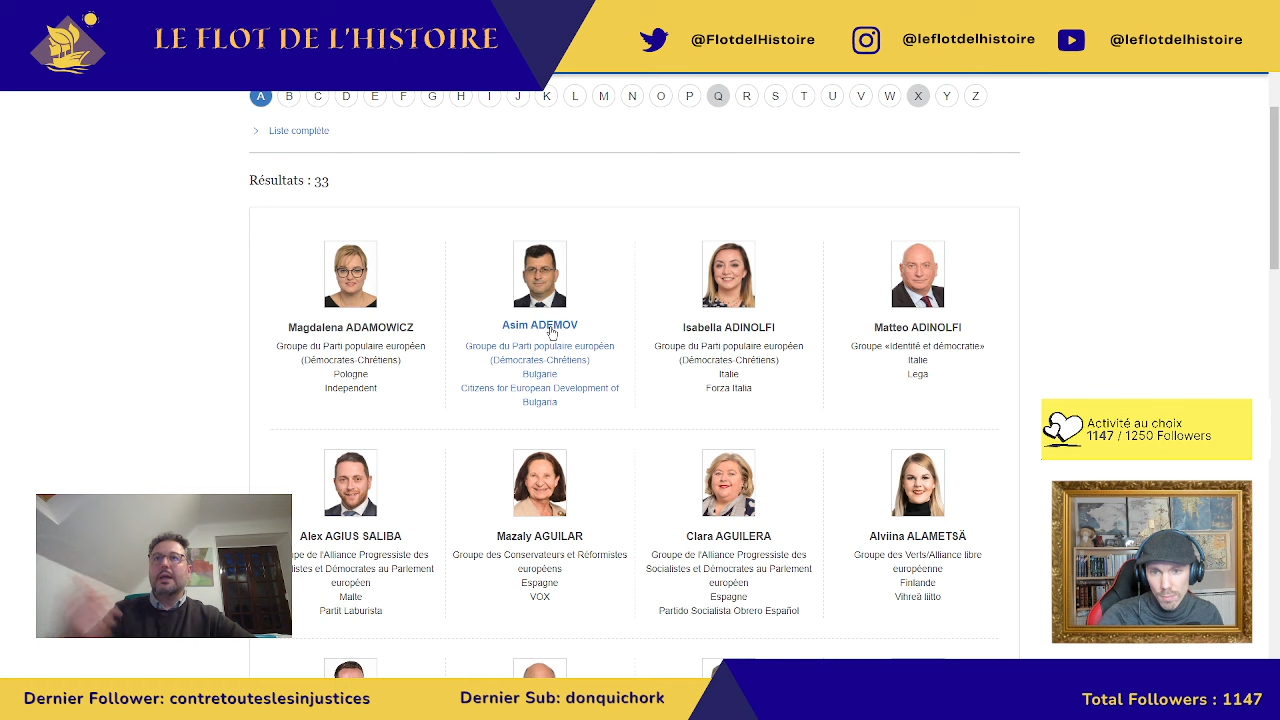 LE FLOT DE L'HISTOIRE
@FlotdelHistoire
@leflotdelhistoire
@leflotdelhistoire
A B C D E F G H I J K L M N O P Q R S T U V W X Y Z
Liste complète
Résultats : 33
Magdalena ADAMOWICZ
Groupe du Parti populaire européen
(Démocrates-Chrétiens)
Pologne
Independent
Asim ADEMOV
Groupe du Parti populaire européen
(Démocrates-Chrétiens)
Bulgarie
Citizens for European Development of
Bulgaria
Isabella ADINOLFI
Groupe du Parti populaire européen
(Démocrates-Chrétiens)
Italie
Forza Italia
Matteo ADINOLFI
Groupe «Identité et démocratie»
Italie
Lega
Alex AGIUS SALIBA
pe de l'Alliance Progressiste des
listes et Démocrates au Parlement
européen
Malte
Partit Laburista
Mazaly AGUILAR
Groupe des Conservateurs et Réformistes
européens
Espagne
VOX
Clara AGUILERA
Groupe de l'Alliance Progressiste des
Socialistes et Démocrates au Parlement
européen
Espagne
Partido Socialista Obrero Español
Alviina ALAMETSÄ
Groupe des Verts/Alliance libre
européenne
Finlande
Vihreä liitto
Activité au choix
1147 / 1250 Followers
Dernier Follower: contretouteslesinjustices
Dernier Sub: donquichork
Total Followers : 1147